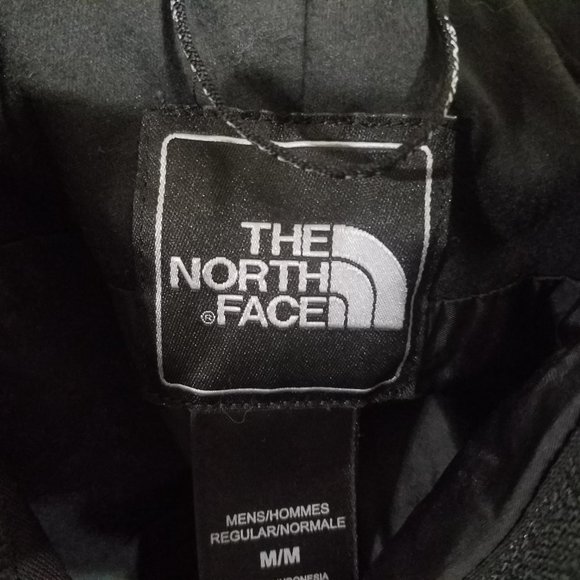 THE
NORTH
® FACE
MENS/HOMMES
REGULAR/NORMALE
M/M